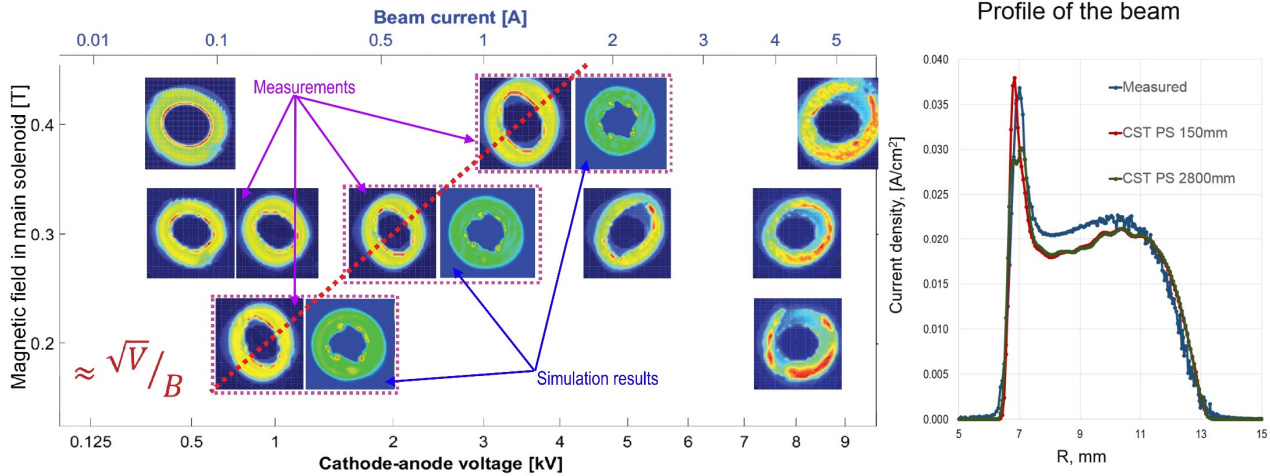 Beam current [A]
0.01 0.1 0.5 1 2 3 4 5
Magnetic field in main solenoid [T]
0.4
0.3
0.2
Measurements
Simulation results
≈ √V/B
0.125 0.5 1 2 3 4 5 6 7 8 9
Cathode-anode voltage [kV]
Profile of the beam
Current density, [A/cm²]
0.040
0.035
0.030
0.025
0.020
0.015
0.010
0.005
0.000
Measured
CST PS 150mm
CST PS 2800mm
5 7 9 11 13 15
R, mm